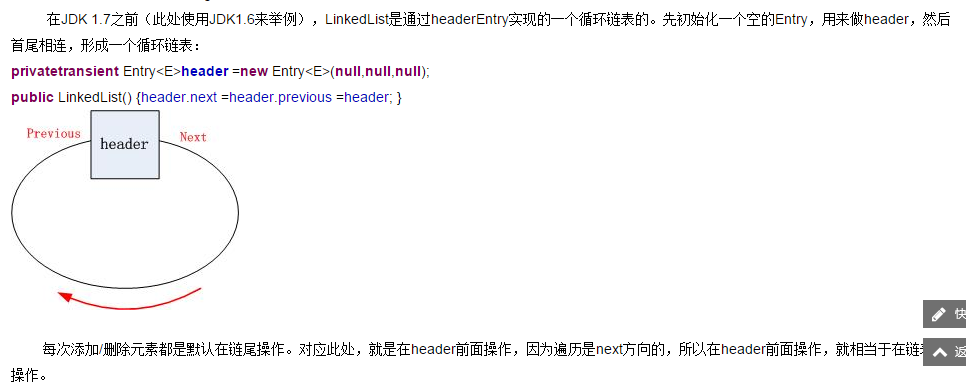 在JDK 1.7之前（此处使用JDK1.6来举例），LinkedList是通过headerEntry实现的一个循环链表的。先初始化一个空的Entry，用来做header，然后
首尾相连，形成一个循环链表：
privatetransient Entry<E>header =new Entry<E>(null,null,null);
public LinkedList() {header.next =header.previous =header; }
Previous
header
Next
每次添加/删除元素都是默认在链尾操作。对应此处，就是在header前面操作，因为遍历是next方向的，所以在header前面操作，就相当于在链
操作。
快
返